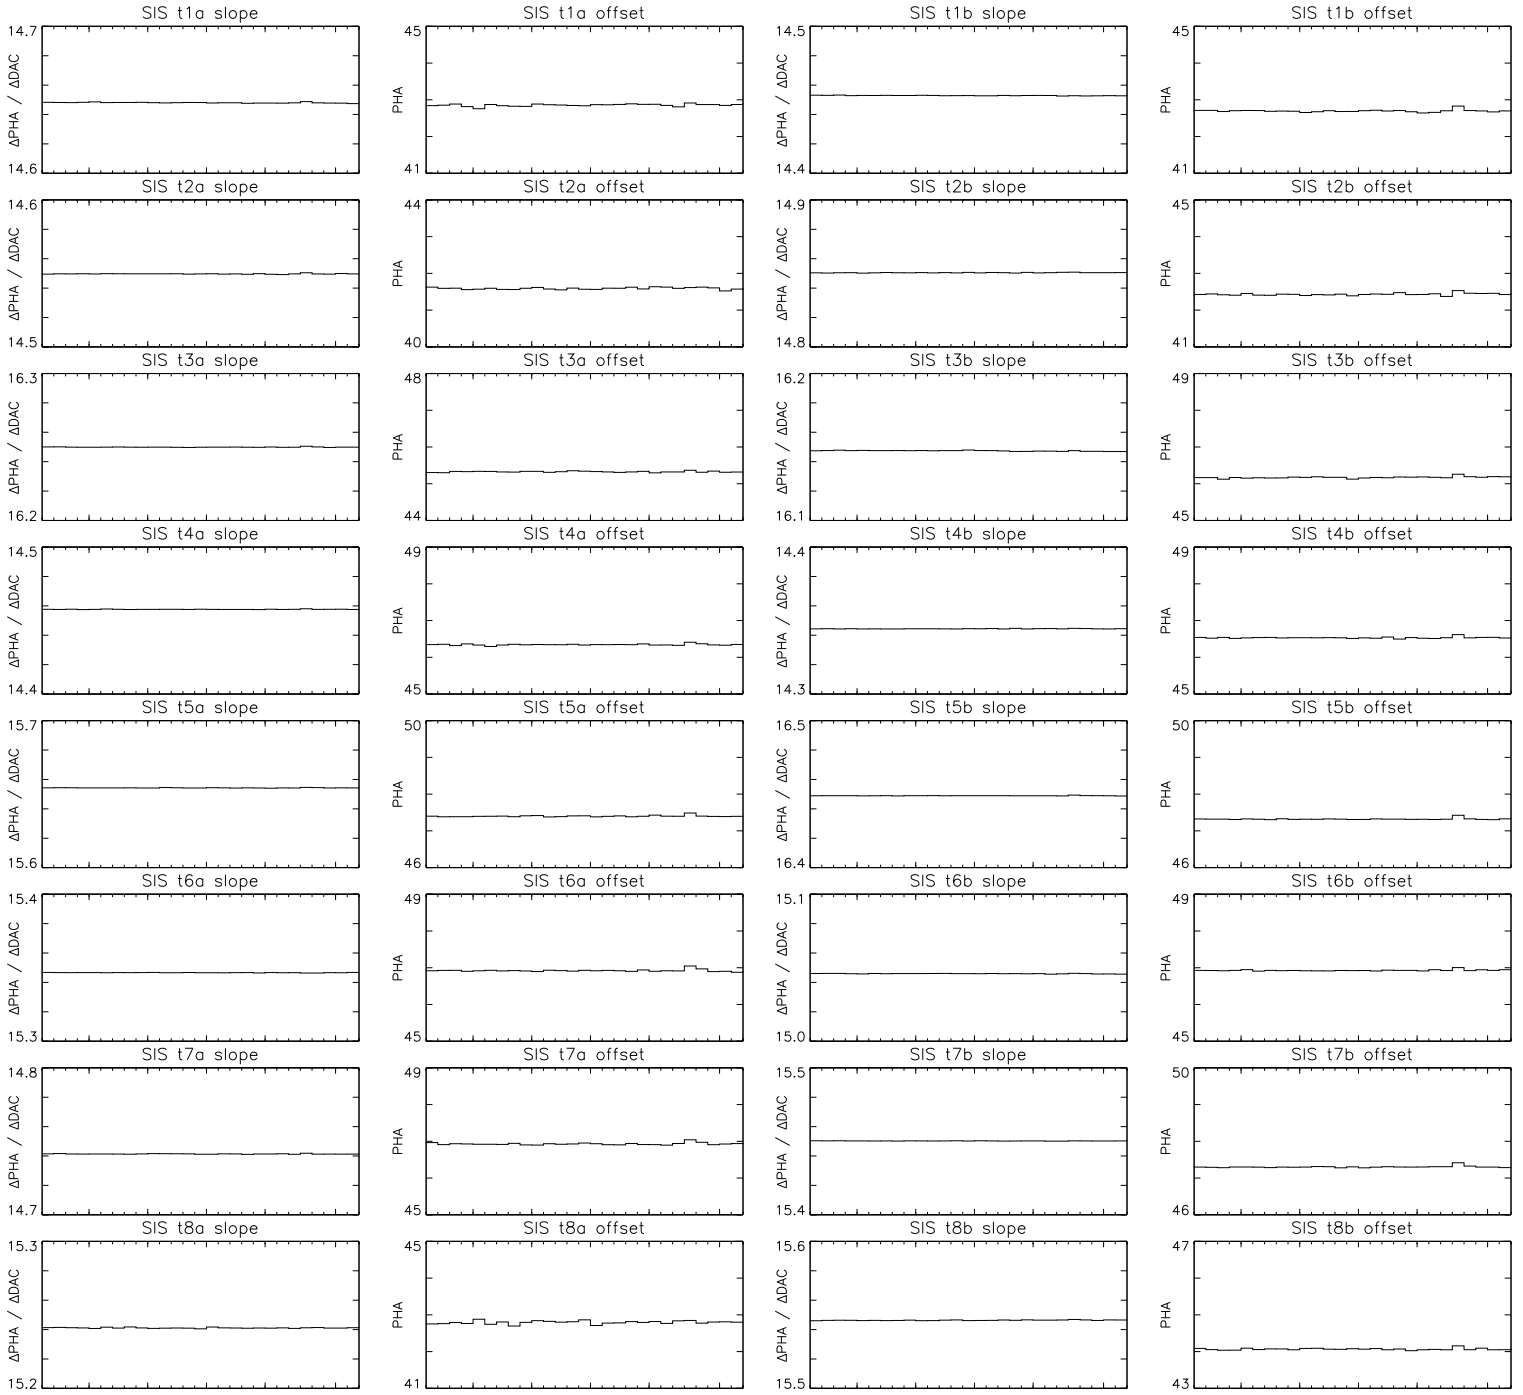 SIS t1a slope
SIS t1a offset
SIS t1b slope
SIS t1b offset
14.7
ΔPHA / ΔDAC
14.6
45
PHA
41
14.5
ΔPHA / ΔDAC
14.4
45
PHA
41
SIS t2a slope
SIS t2a offset
SIS t2b slope
SIS t2b offset
14.6
ΔPHA / ΔDAC
14.5
44
PHA
40
14.9
ΔPHA / ΔDAC
14.8
45
PHA
41
SIS t3a slope
SIS t3a offset
SIS t3b slope
SIS t3b offset
16.3
ΔPHA / ΔDAC
16.2
48
PHA
44
16.2
ΔPHA / ΔDAC
16.1
49
PHA
45
SIS t4a slope
SIS t4a offset
SIS t4b slope
SIS t4b offset
14.5
ΔPHA / ΔDAC
14.4
49
PHA
45
14.4
ΔPHA / ΔDAC
14.3
49
PHA
45
SIS t5a slope
SIS t5a offset
SIS t5b slope
SIS t5b offset
15.7
ΔPHA / ΔDAC
15.6
50
PHA
46
16.5
ΔPHA / ΔDAC
16.4
50
PHA
46
SIS t6a slope
SIS t6a offset
SIS t6b slope
SIS t6b offset
15.4
ΔPHA / ΔDAC
15.3
49
PHA
45
15.1
ΔPHA / ΔDAC
15.0
49
PHA
45
SIS t7a slope
SIS t7a offset
SIS t7b slope
SIS t7b offset
14.8
ΔPHA / ΔDAC
14.7
49
PHA
45
15.5
ΔPHA / ΔDAC
15.4
50
PHA
46
SIS t8a slope
SIS t8a offset
SIS t8b slope
SIS t8b offset
15.3
ΔPHA / ΔDAC
15.2
45
PHA
41
15.6
ΔPHA / ΔDAC
15.5
47
PHA
43